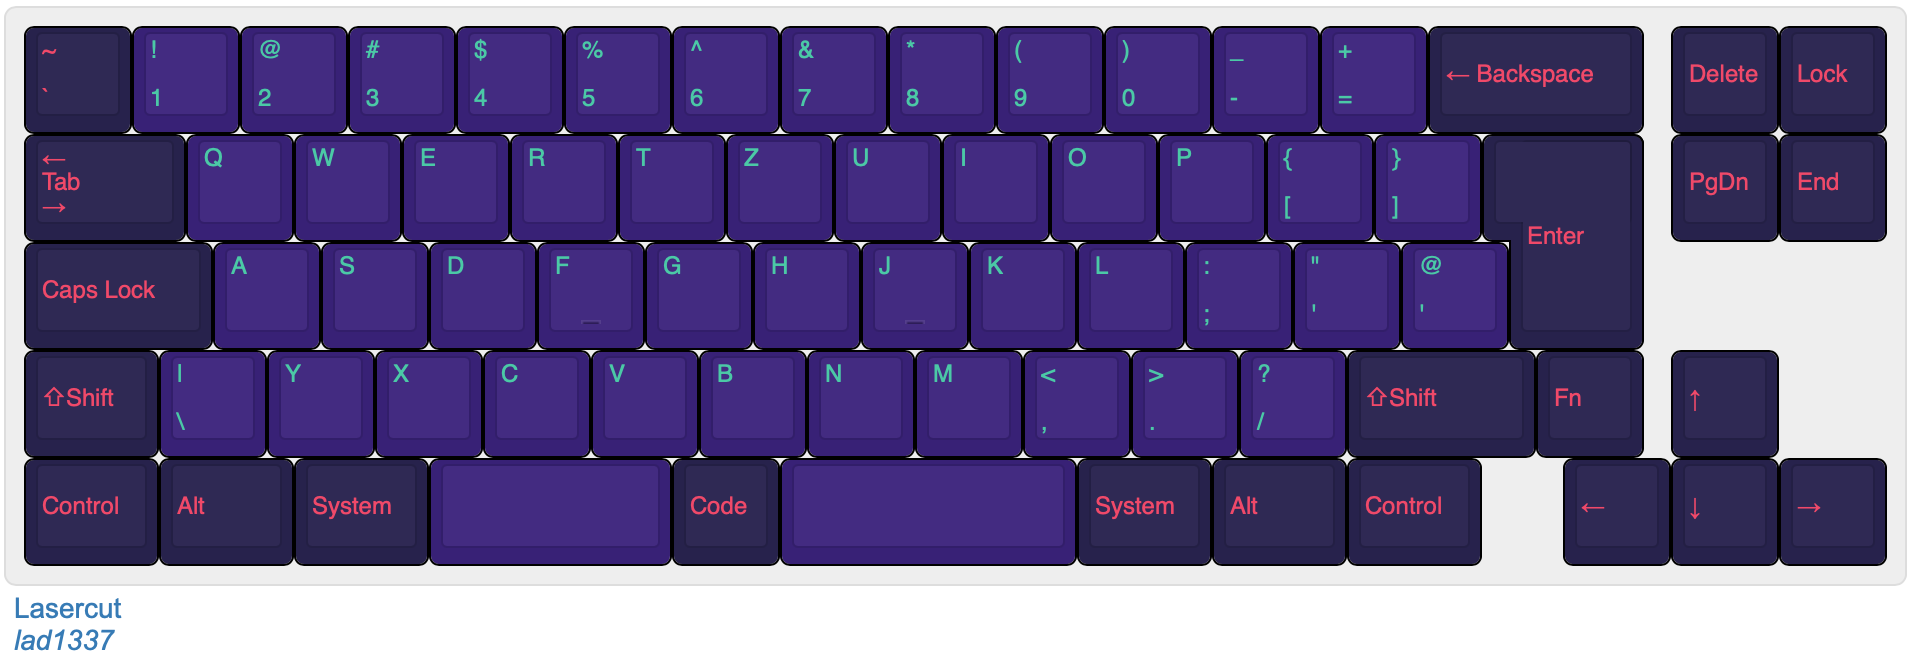 ~ ! @ # $ % ^ & * ( ) _ +
` 1 2 3 4 5 6 7 8 9 0 - = ← Backspace Delete Lock
← Q W E R T Z U I O P { }
Tab PgDn End
→ [ ]
Enter
A S D F G H J K L : " @
Caps Lock
_ _ ; ' '
| Y X C V B N M < > ?
⇧Shift ⇧Shift Fn ↑
\ , . /
Control Alt System Code System Alt Control ← ↓ →
Lasercut
lad1337